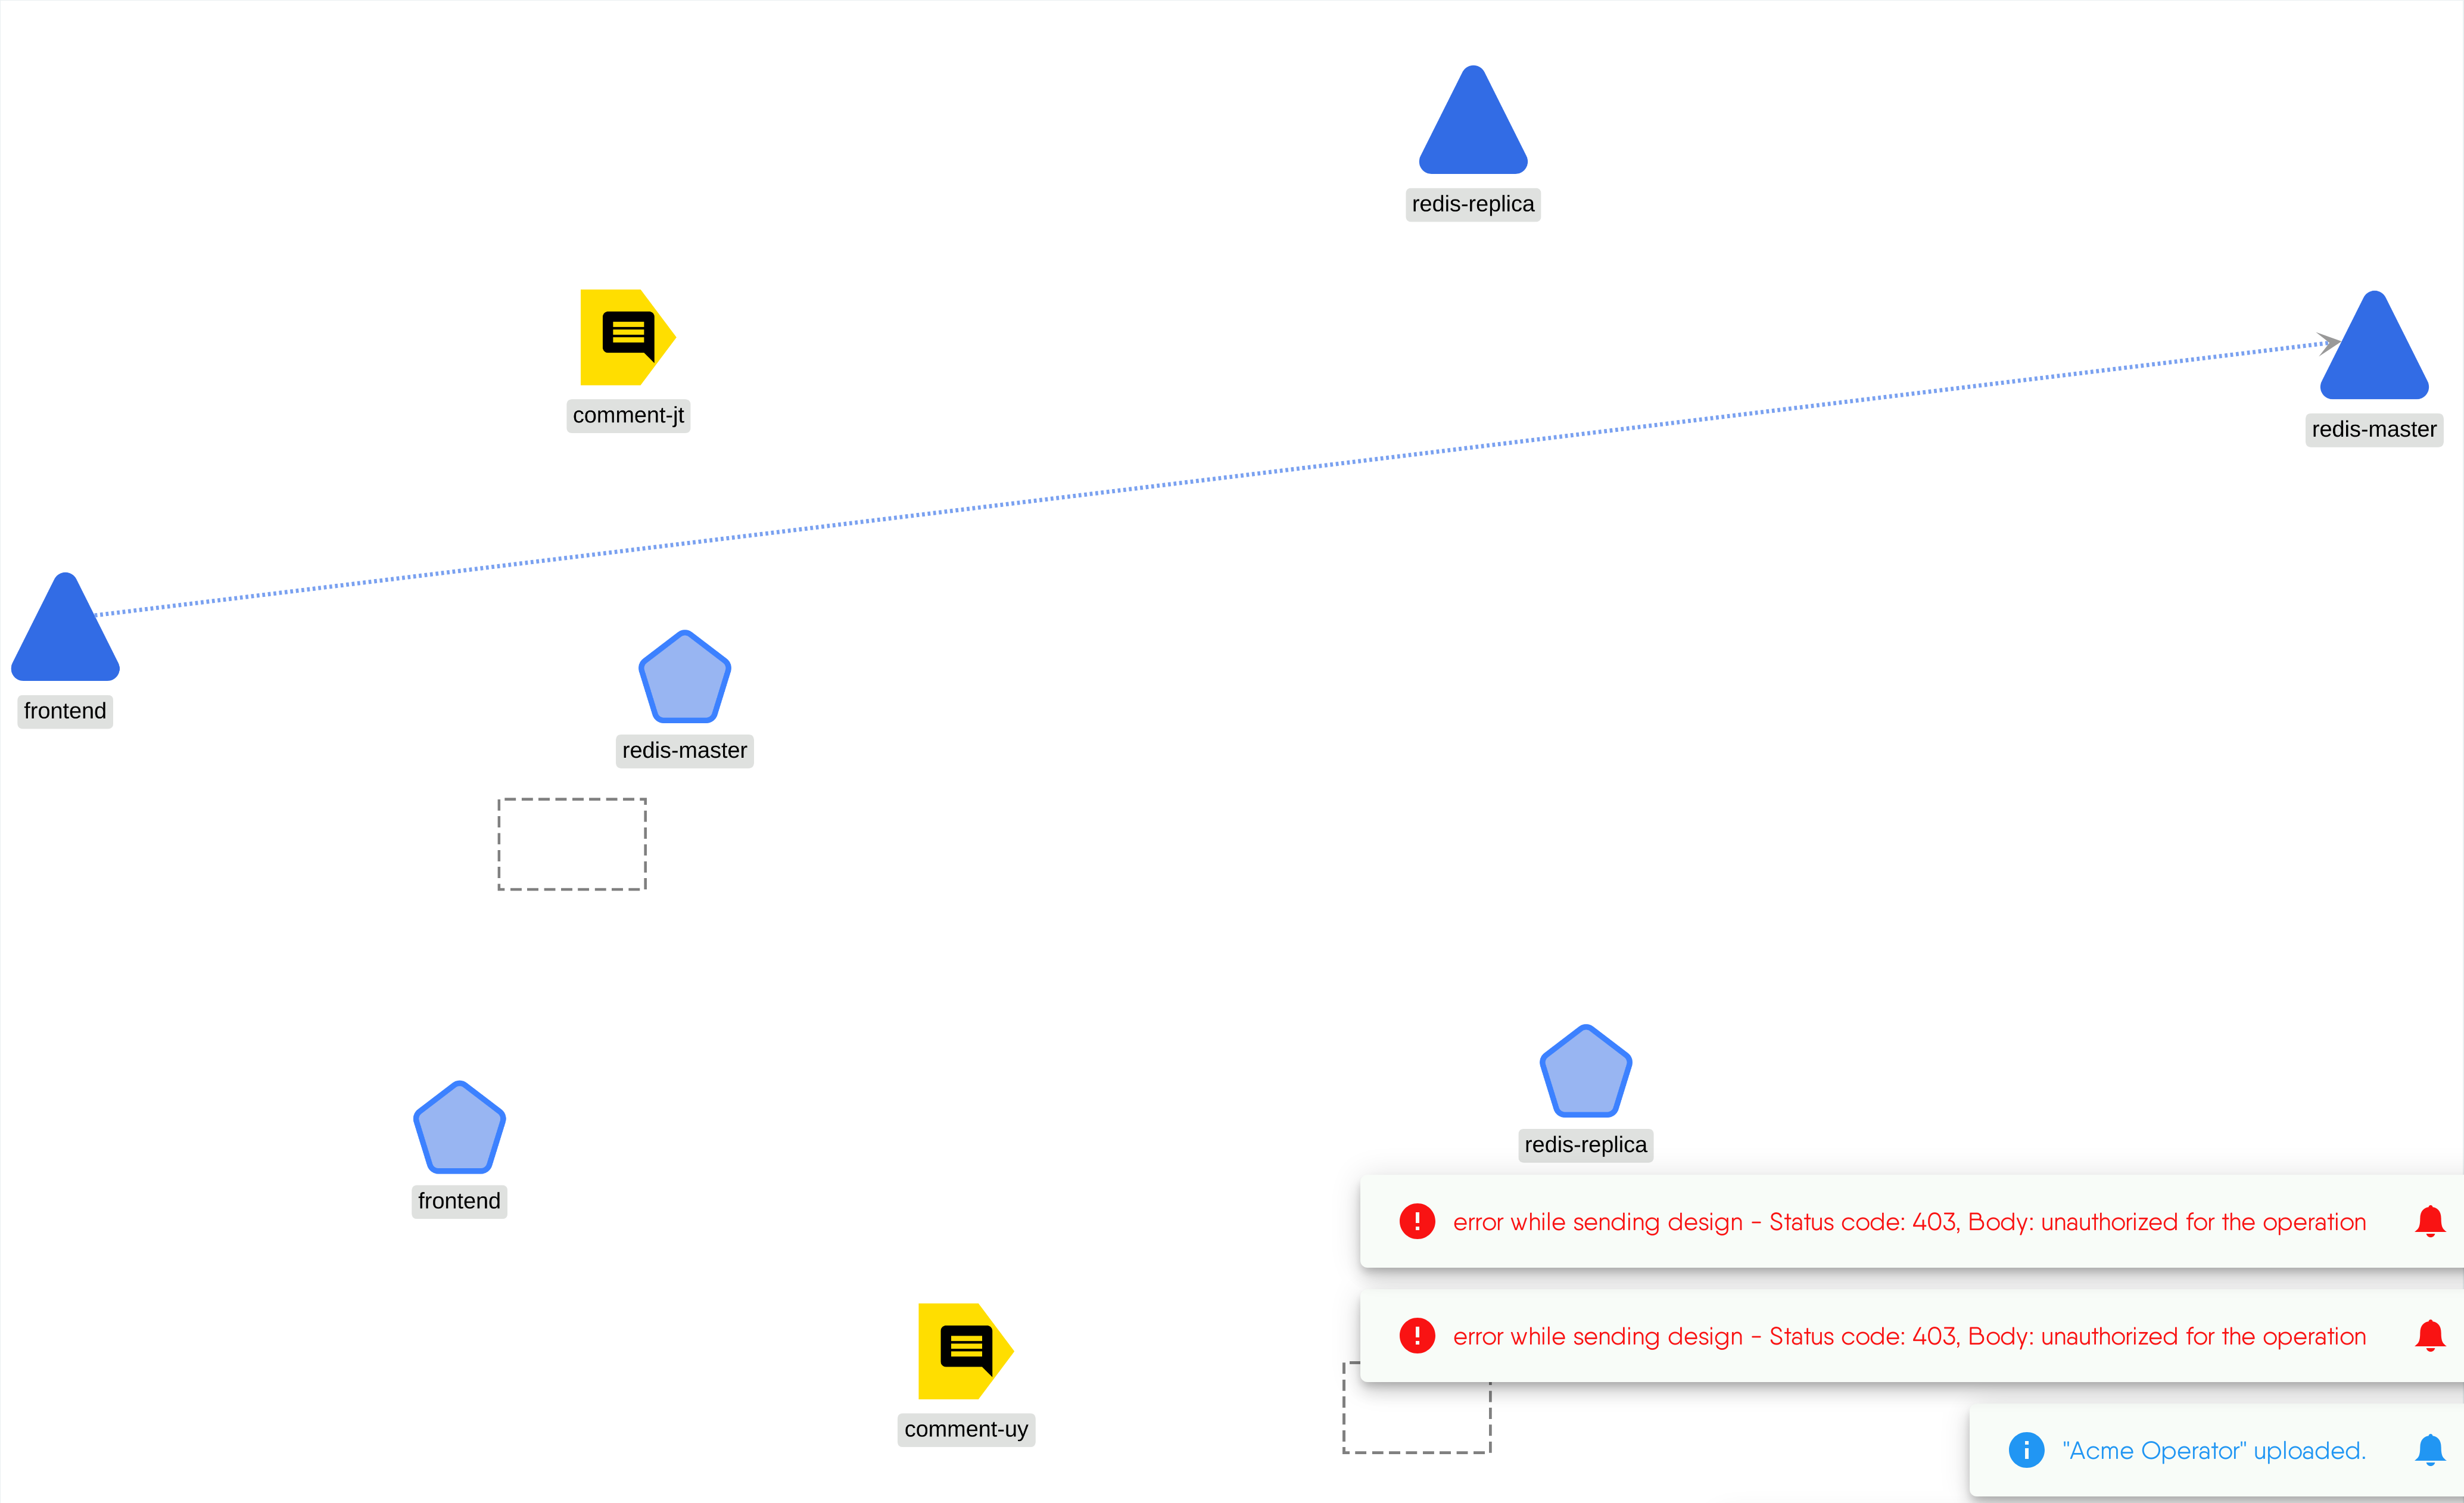 redis-replica
comment-jt
redis-master
frontend
redis-master
redis-replica
frontend
error while sending design - Status code: 403, Body: unauthorized for the operation
error while sending design - Status code: 403, Body: unauthorized for the operation
comment-uy
"Acme Operator" uploaded.